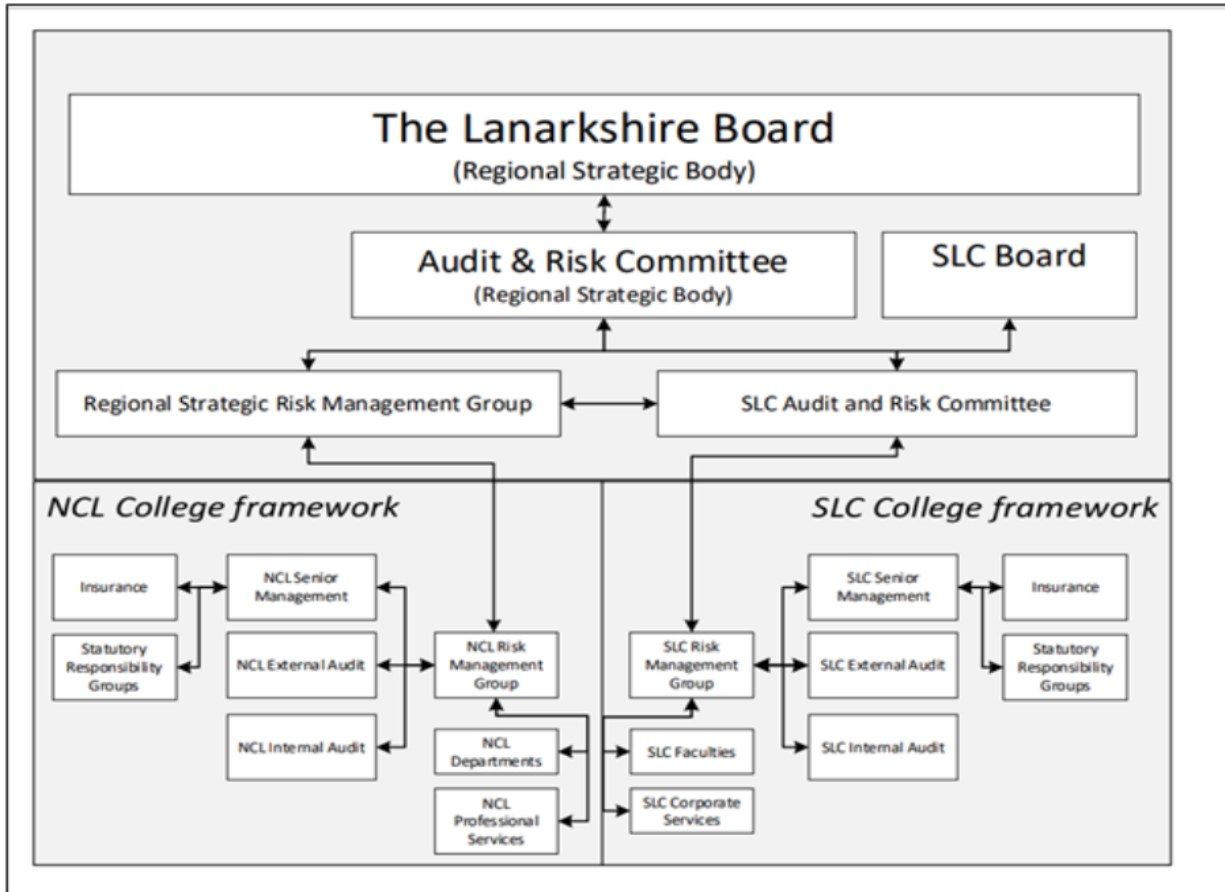 The Lanarkshire Board
(Regional Strategic Body)
Audit & Risk Committee
(Regional Strategic Body)
SLC Board
Regional Strategic Risk Management Group
SLC Audit and Risk Committee
NCL College framework
Insurance
NCL Senior
Management
Statutory
Responsibility
Groups
NCL External Audit
NCL Risk
Management
Group
NCL Internal Audit
NCL
Departments
NCL
Professional
Services
SLC College framework
SLC Senior
Management
Insurance
SLC Risk
Management
Group
SLC External Audit
Statutory
Responsibility
Groups
SLC Faculties
SLC Internal Audit
SLC Corporate
Services